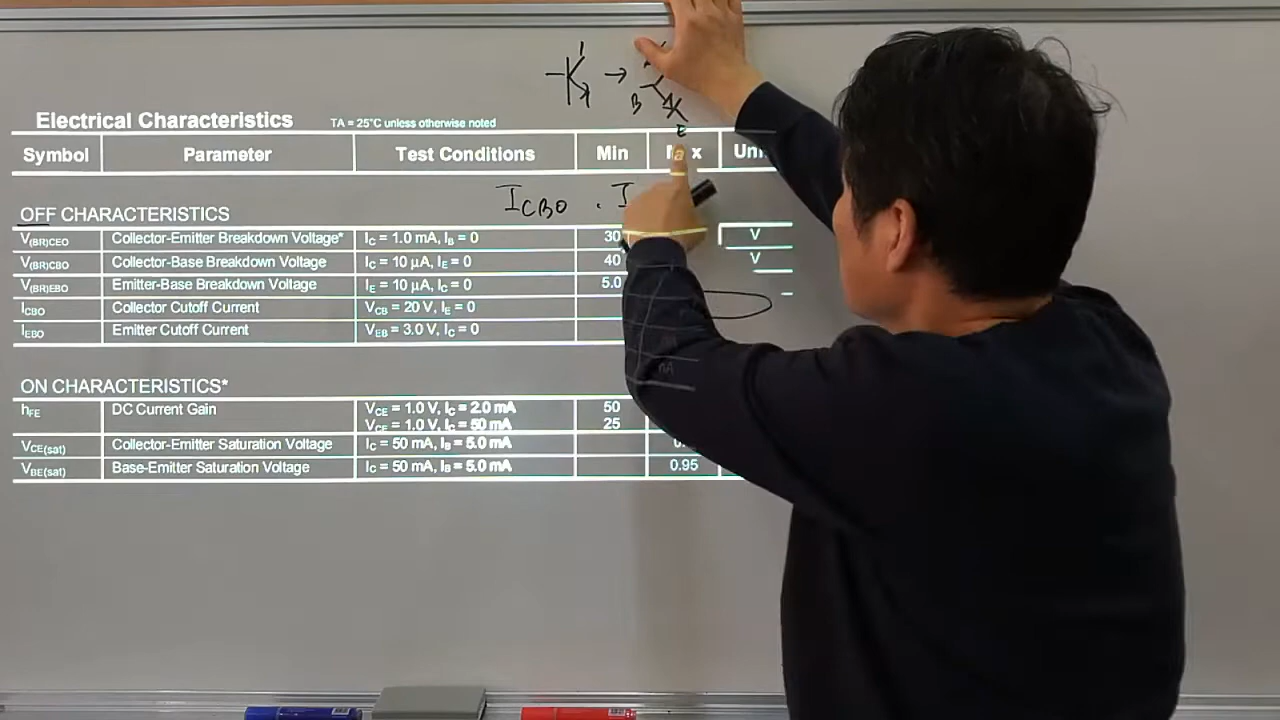 B
E
Electrical Characteristics TA = 25°C unless otherwise noted
Symbol Parameter Test Conditions Min Max
I_CBO . I
OFF CHARACTERISTICS
V(BR)CEO Collector-Emitter Breakdown Voltage* IC = 1.0 mA, IB = 0 30 V
V(BR)CBO Collector-Base Breakdown Voltage IC = 10 µA, IE = 0 40 V
V(BR)EBO Emitter-Base Breakdown Voltage IE = 10 µA, IC = 0 5.0
ICBO Collector Cutoff Current VCB = 20 V, IE = 0
IEBO Emitter Cutoff Current VEB = 3.0 V, IC = 0
nA
ON CHARACTERISTICS*
hFE DC Current Gain VCE = 1.0 V, IC = 2.0 mA 50
VCE = 1.0 V, IC = 50 mA 25
VCE(sat) Collector-Emitter Saturation Voltage IC = 50 mA, IB = 5.0 mA
VBE(sat) Base-Emitter Saturation Voltage IC = 50 mA, IB = 5.0 mA 0.95